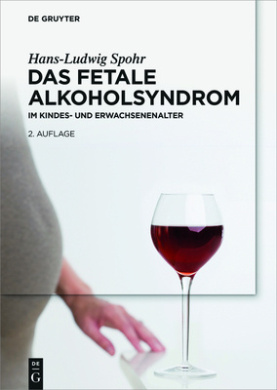 DE GRUYTER
Hans-Ludwig Spohr
DAS FETALE
ALKOHOLSYNDROM
IM KINDES- UND ERWACHSENENALTER
2. AUFLAGE
DE
G